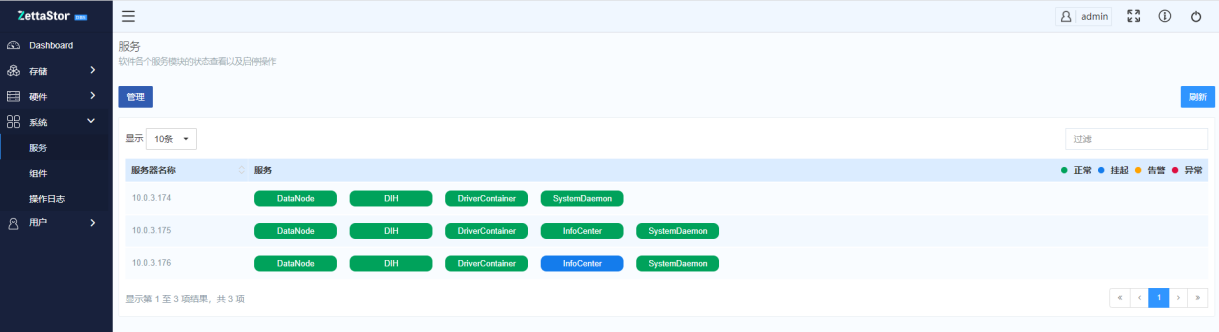 ZettaStor
admin
Dashboard
存储
硬件
系统
服务
组件
操作日志
用户
服务
软件各个服务模块的状态查看以及启停操作
管理
刷新
显示 10条
过滤
服务器名称 服务 正常 挂起 告警 异常
10.0.3.174 DataNode DIH DriverContainer SystemDaemon
10.0.3.175 DataNode DIH DriverContainer InfoCenter SystemDaemon
10.0.3.176 DataNode DIH DriverContainer InfoCenter SystemDaemon
显示第 1 至 3 项结果，共 3 项
« ‹ 1 › »